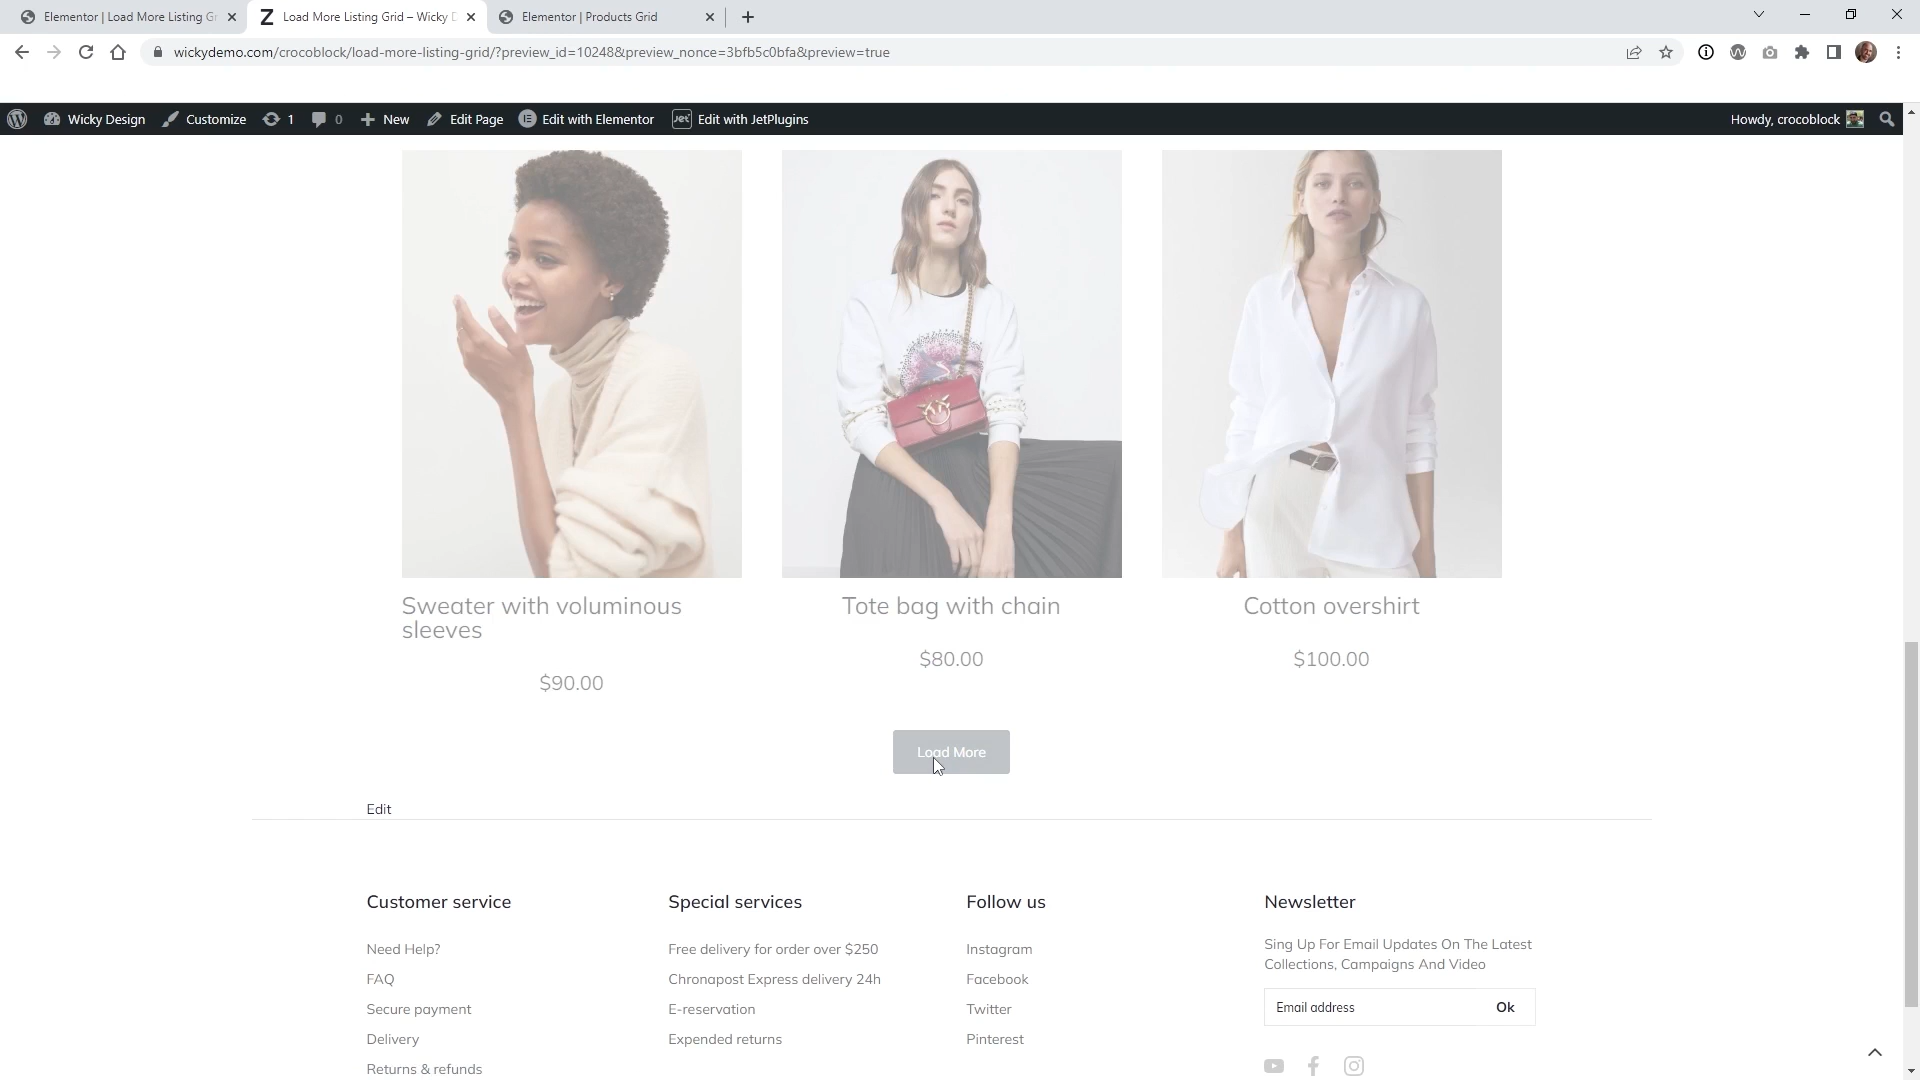 Elementor | Load More Listing Gr
Load More Listing Grid – Wicky D
Elementor | Products Grid
wickydemo.com/crocoblock/load-more-listing-grid/?preview_id=10248&preview_nonce=3bfb5c0bfa&preview=true
Wicky Design
Customize
1
0
New
Edit Page
Edit with Elementor
Jet
Edit with JetPlugins
Howdy, crocoblock
Sweater with voluminous
sleeves
$90.00
Tote bag with chain
$80.00
Cotton overshirt
$100.00
Load More
Edit
Customer service
Need Help?
FAQ
Secure payment
Delivery
Returns & refunds
Special services
Free delivery for order over $250
Chronapost Express delivery 24h
E-reservation
Expended returns
Follow us
Instagram
Facebook
Twitter
Pinterest
Newsletter
Sing Up For Email Updates On The Latest
Collections, Campaigns And Video
Email address
Ok